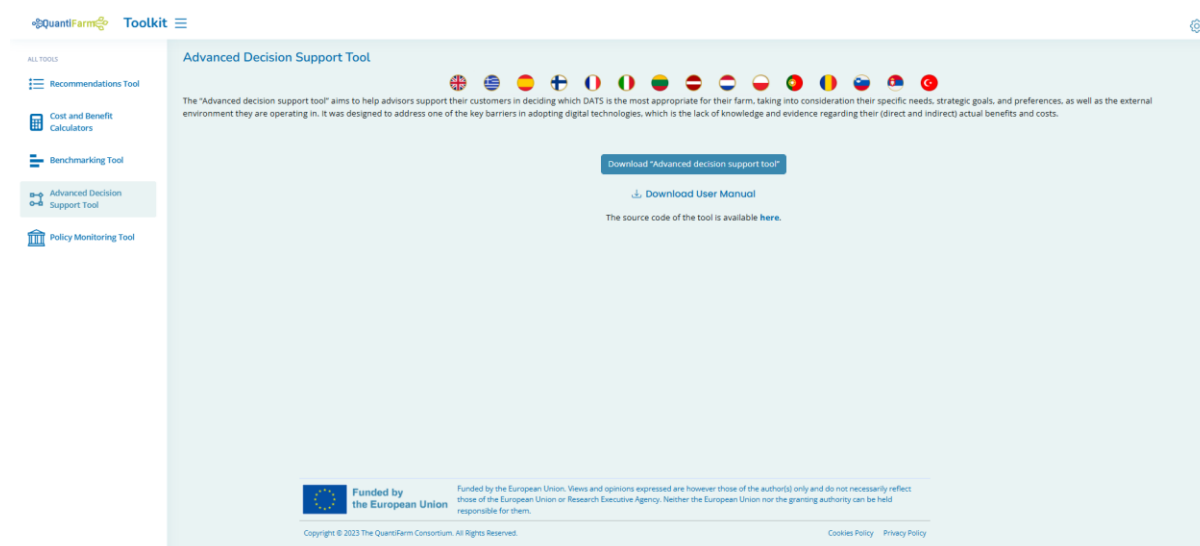 QuantiFarm Toolkit
ALL TOOLS
Recommendations Tool
Cost and Benefit
Calculators
Benchmarking Tool
Advanced Decision
Support Tool
Policy Monitoring Tool
Advanced Decision Support Tool
The "Advanced decision support tool" aims to help advisors support their customers in deciding which DATS is the most appropriate for their farm, taking into consideration their specific needs, strategic goals, and preferences, as well as the external
environment they are operating in. It was designed to address one of the key barriers in adopting digital technologies, which is the lack of knowledge and evidence regarding their (direct and indirect) actual benefits and costs.
Download "Advanced decision support tool"
Download User Manual
The source code of the tool is available here.
Funded by
the European Union
Funded by the European Union. Views and opinions expressed are however those of the author(s) only and do not necessarily reflect
those of the European Union or Research Executive Agency. Neither the European Union nor the granting authority can be held
responsible for them.
Copyright © 2023 The QuantiFarm Consortium. All Rights Reserved.
Cookies Policy Privacy Policy